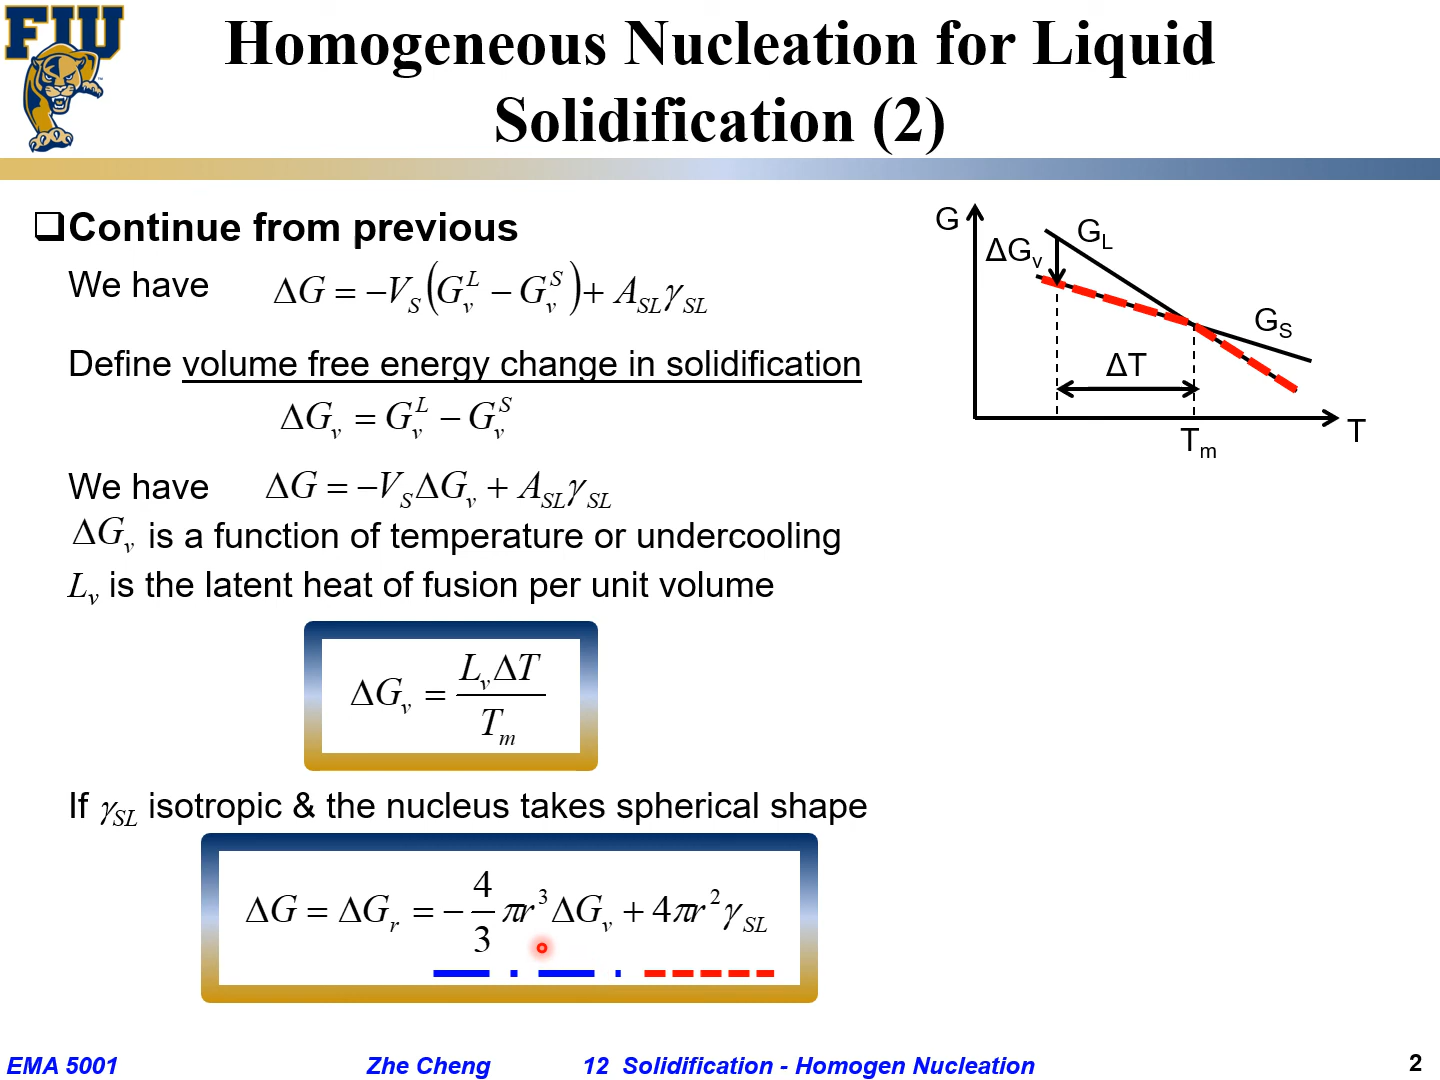 FIU
Homogeneous Nucleation for Liquid
Solidification (2)
❑Continue from previous
We have ΔG = −V_S (G_v^L − G_v^S) + A_SL γ_SL
Define volume free energy change in solidification
ΔG_v = G_v^L − G_v^S
We have ΔG = −V_S ΔG_v + A_SL γ_SL
ΔG_v is a function of temperature or undercooling
L_v is the latent heat of fusion per unit volume
ΔG_v = L_v ΔT / T_m
If γ_SL isotropic & the nucleus takes spherical shape
ΔG = ΔG_r = − 4/3 πr^3 ΔG_v + 4πr^2 γ_SL
G
ΔG_v
G_L
G_S
ΔT
T_m
T
EMA 5001 Zhe Cheng 12 Solidification - Homogen Nucleation 2